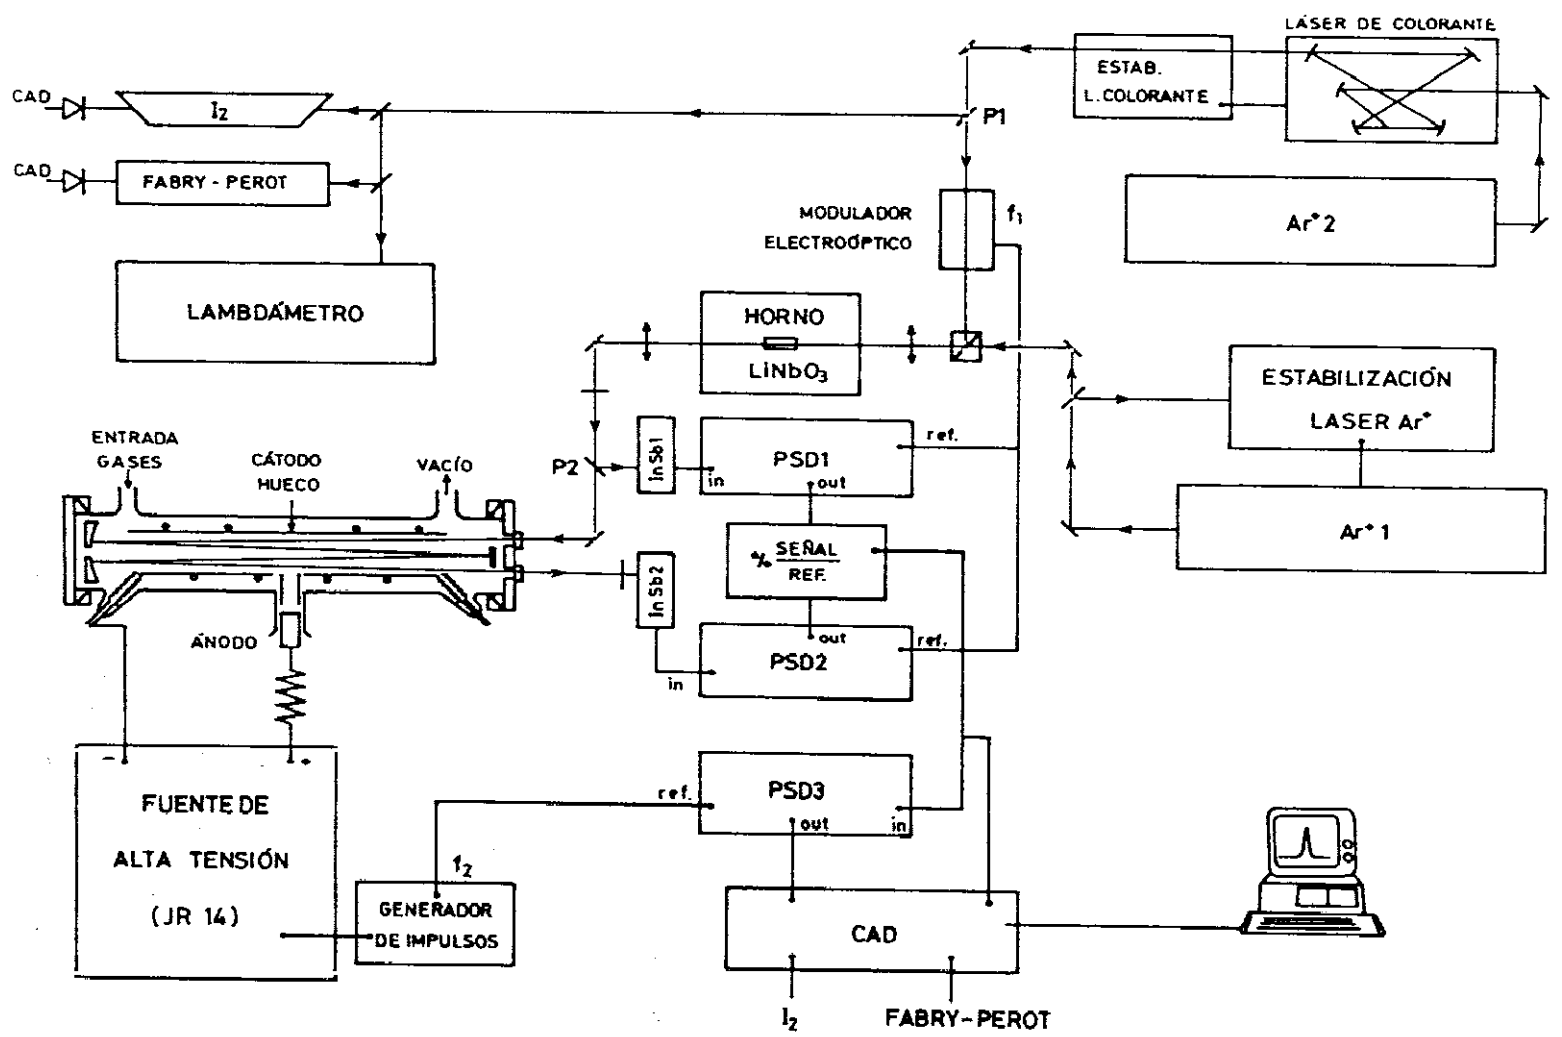 LÁSER DE COLORANTE
ESTAB.
L. COLORANTE
CAD
I2
P1
CAD
FABRY - PEROT
Ar+ 2
MODULADOR
ELECTROÓPTICO
f1
LAMBDÁMETRO
HORNO
LiNbO3
ESTABILIZACIÓN
LASER Ar+
ENTRADA
GASES
CÁTODO
HUECO
VACÍO
P2
InSb1
in
PSD1
out
ref.
Ar+ 1
SEÑAL
REF.
InSb2
ÁNODO
in
PSD2
out
ref.
- +
FUENTE DE
ALTA TENSIÓN
(JR 14)
ref.
PSD3
out
in
f2
GENERADOR
DE IMPULSOS
CAD
I2
FABRY-PEROT